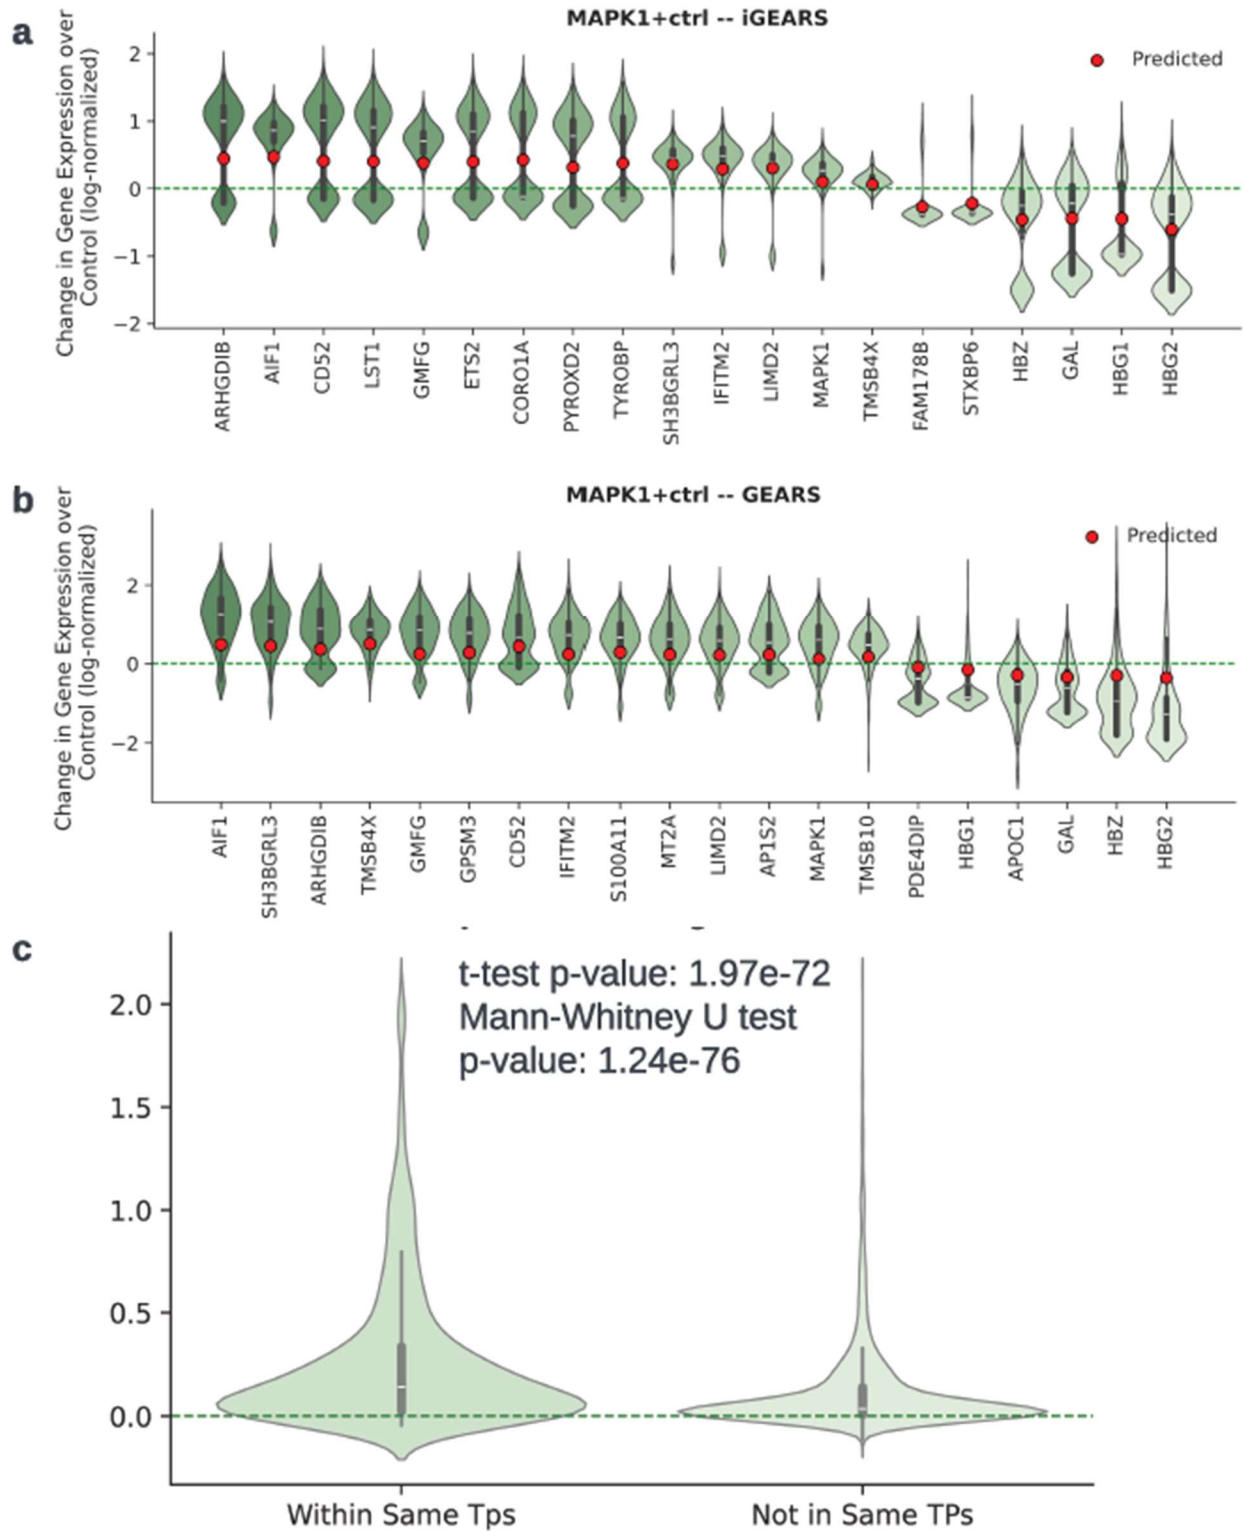 a
MAPK1+ctrl -- iGEARS
Change in Gene Expression over
Control (log-normalized)
2
1
0
−1
−2
Predicted
ARHGDIB
AIF1
CD52
LST1
GMFG
ETS2
CORO1A
PYROXD2
TYROBP
SH3BGRL3
IFITM2
LIMD2
MAPK1
TMSB4X
FAM178B
STXBP6
HBZ
GAL
HBG1
HBG2
b
MAPK1+ctrl -- GEARS
Change in Gene Expression over
Control (log-normalized)
2
0
−2
Predicted
AIF1
SH3BGRL3
ARHGDIB
TMSB4X
GMFG
GPSM3
CD52
IFITM2
S100A11
MT2A
LIMD2
AP1S2
MAPK1
TMSB10
PDE4DIP
HBG1
APOC1
GAL
HBZ
HBG2
c
t-test p-value: 1.97e-72
Mann-Whitney U test
p-value: 1.24e-76
2.0
1.5
1.0
0.5
0.0
Within Same Tps
Not in Same TPs